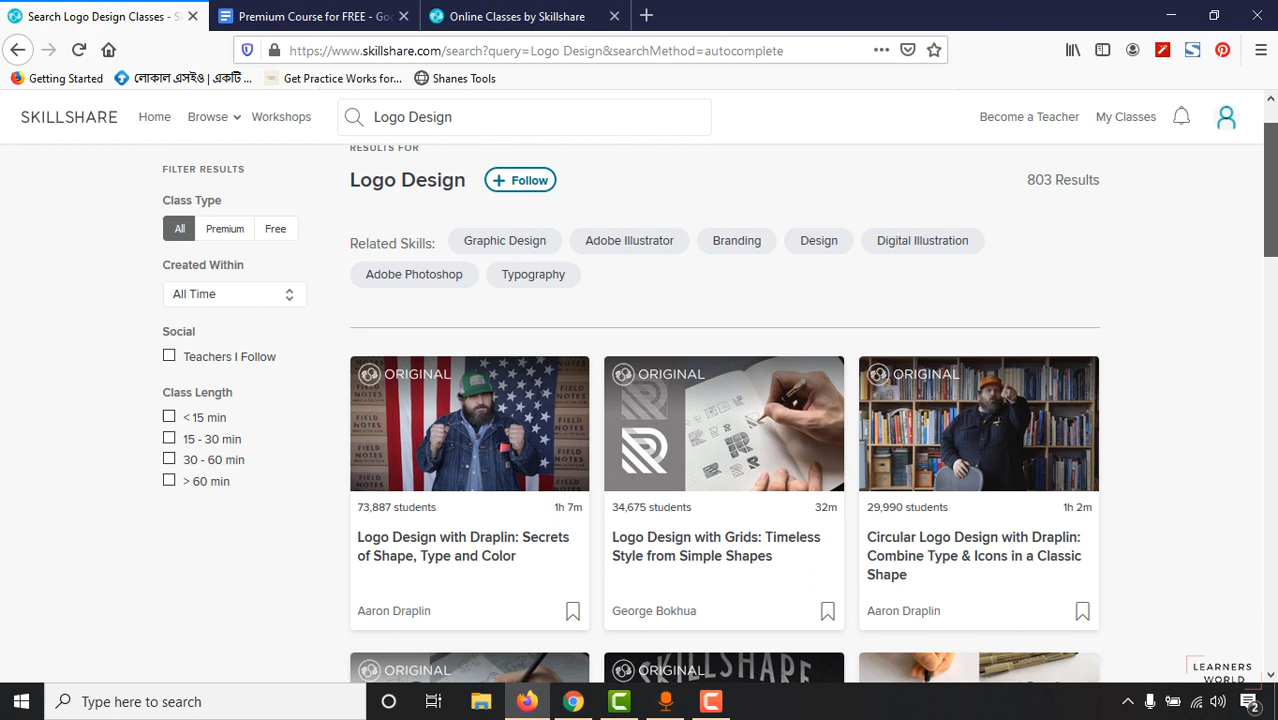 Search Logo Design Classes - S
Premium Course for FREE - Goo
Online Classes by Skillshare
https://www.skillshare.com/search?query=Logo Design&searchMethod=autocomplete
Getting Started
লোকাল এসইও | একটি ...
Get Practice Works for...
Shanes Tools
SKILLSHARE
Home
Browse
Workshops
Logo Design
Become a Teacher
My Classes
FILTER RESULTS
RESULTS FOR
Logo Design
+ Follow
803 Results
Class Type
All
Premium
Free
Related Skills:
Graphic Design
Adobe Illustrator
Branding
Design
Digital Illustration
Adobe Photoshop
Typography
Created Within
All Time
Social
Teachers I Follow
Class Length
< 15 min
15 - 30 min
30 - 60 min
> 60 min
ORIGINAL
FIELD NOTES
73,887 students
1h 7m
Logo Design with Draplin: Secrets
of Shape, Type and Color
Aaron Draplin
ORIGINAL
34,675 students
32m
Logo Design with Grids: Timeless
Style from Simple Shapes
George Bokhua
ORIGINAL
29,990 students
1h 2m
Circular Logo Design with Draplin:
Combine Type & Icons in a Classic
Shape
Aaron Draplin
ORIGINAL
ORIGINAL
SKILLSHARE
LEARNERS
WORLD
Type here to search
2